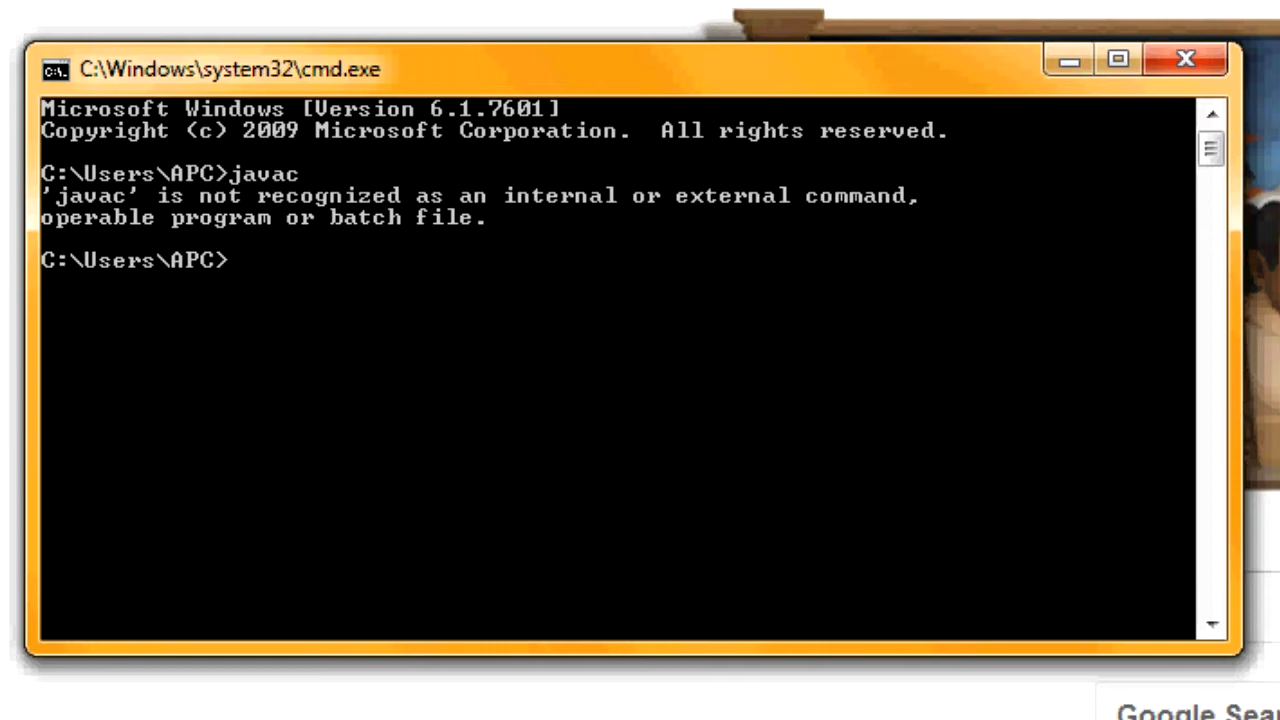 C:\Windows\system32\cmd.exe
Microsoft Windows [Version 6.1.7601]
Copyright (c) 2009 Microsoft Corporation.  All rights reserved.
C:\Users\APC>javac
'javac' is not recognized as an internal or external command,
operable program or batch file.
C:\Users\APC>
Google